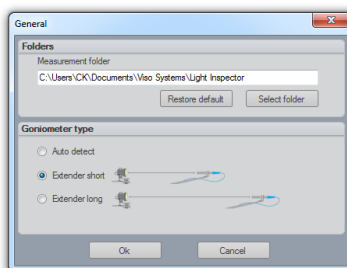 General
Folders
Measurement folder
C:\Users\CK\Documents\Viso Systems\Light Inspector
Restore default
Select folder
Goniometer type
Auto detect
Extender short
Extender long
Ok
Cancel